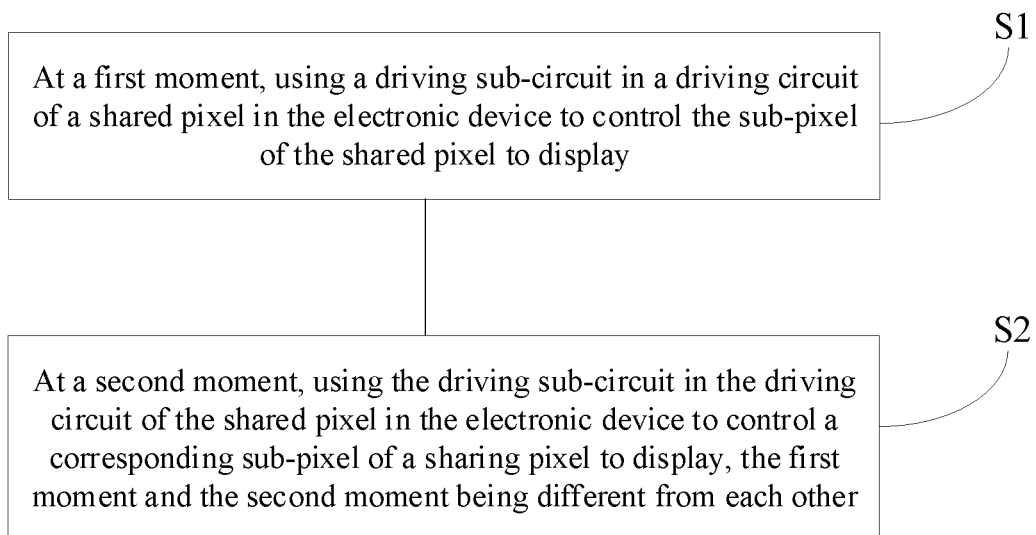 S1
At a first moment, using a driving sub-circuit in a driving circuit
of a shared pixel in the electronic device to control the sub-pixel
of the shared pixel to display
S2
At a second moment, using the driving sub-circuit in the driving
circuit of the shared pixel in the electronic device to control a
corresponding sub-pixel of a sharing pixel to display, the first
moment and the second moment being different from each other